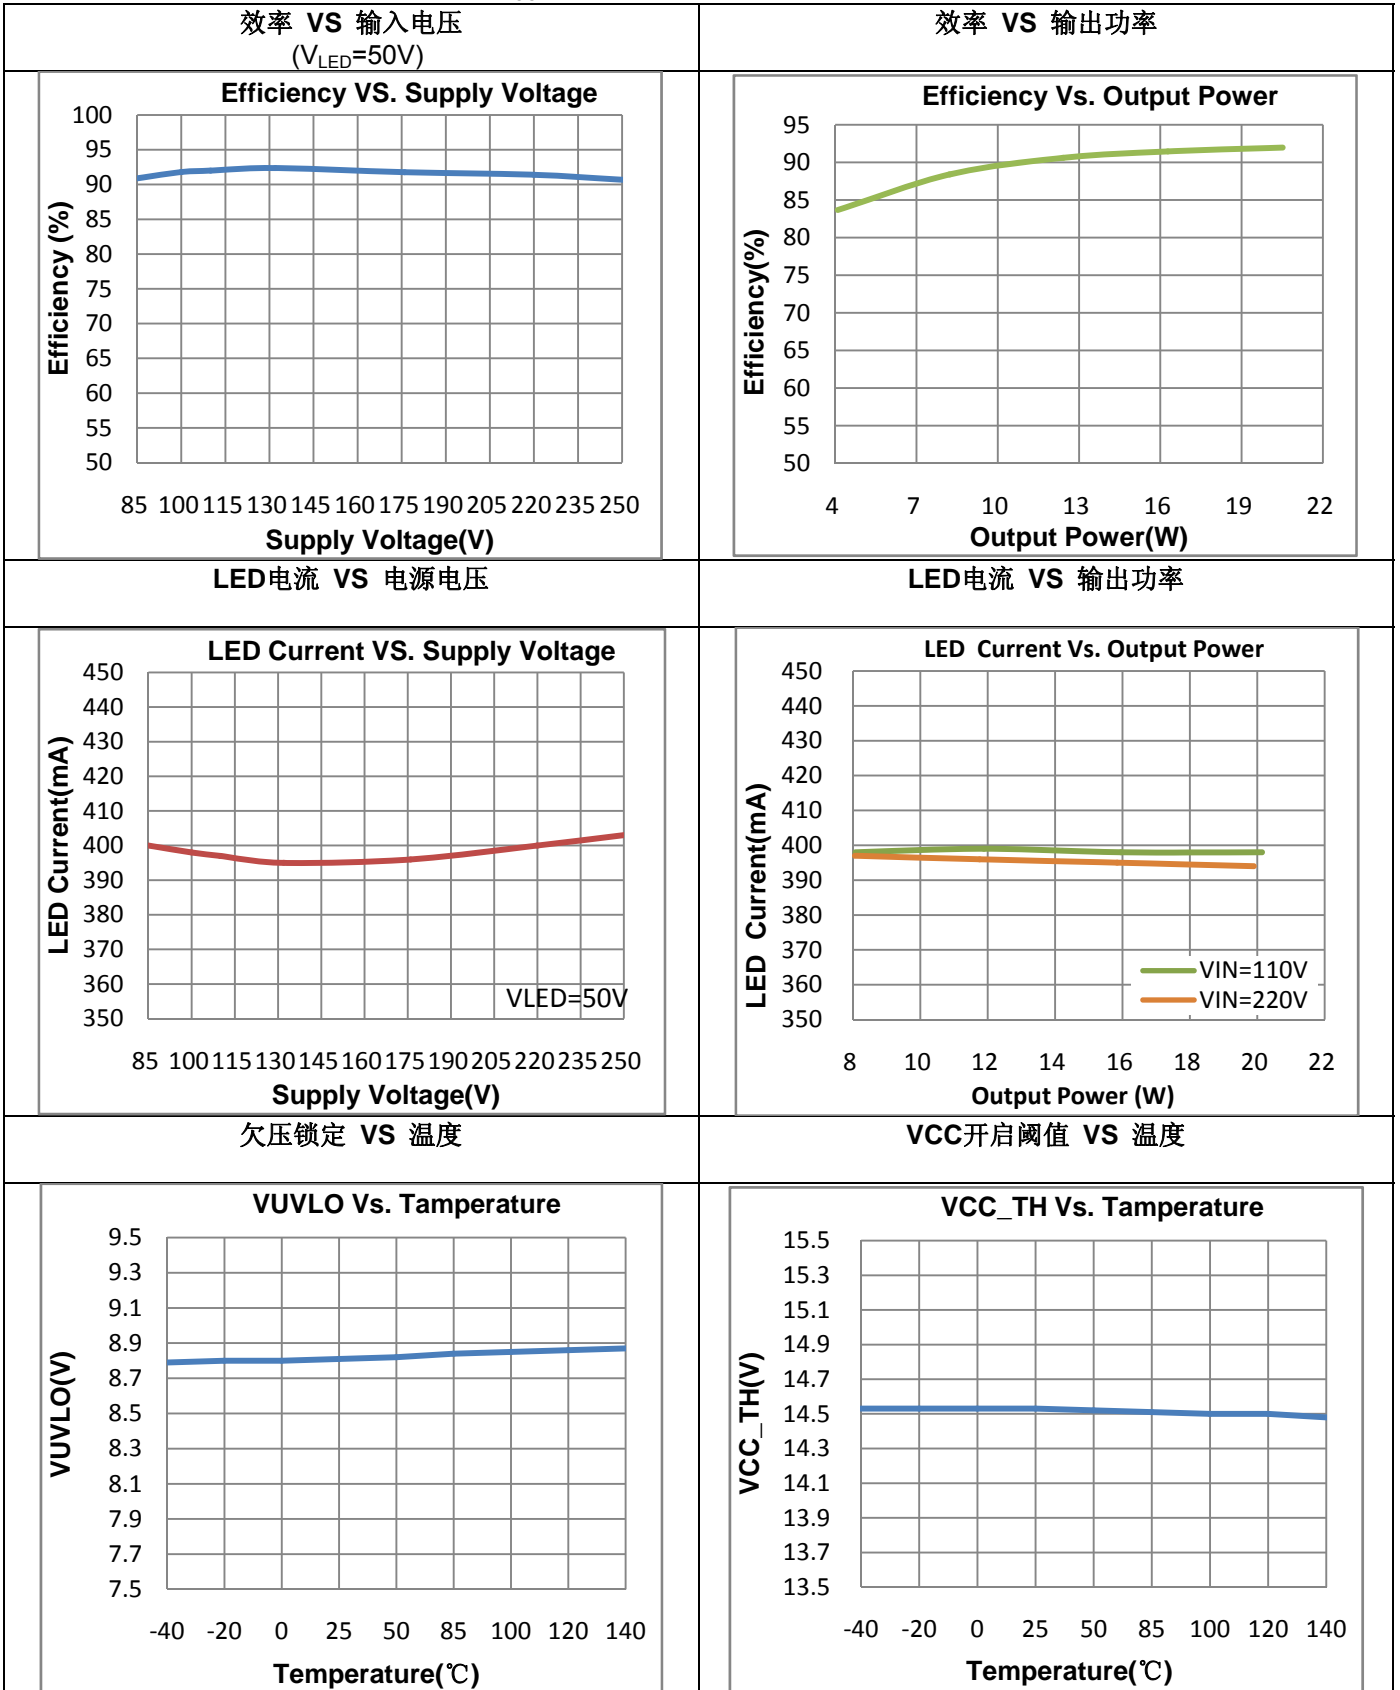 效率 VS 输入电压
(VLED=50V)
效率 VS 输出功率
Efficiency VS. Supply Voltage
100
95
90
85
80
75
70
65
60
55
50
Efficiency (%)
85 100 115 130 145 160 175 190 205 220 235 250
Supply Voltage(V)
Efficiency Vs. Output Power
95
90
85
80
75
70
65
60
55
50
Efficiency(%)
4 7 10 13 16 19 22
Output Power(W)
LED电流 VS 电源电压
LED电流 VS 输出功率
LED Current VS. Supply Voltage
450
440
430
420
410
400
390
380
370
360
350
LED Current(mA)
VLED=50V
85 100 115 130 145 160 175 190 205 220 235 250
Supply Voltage(V)
LED Current Vs. Output Power
450
440
430
420
410
400
390
380
370
360
350
LED Current(mA)
VIN=110V
VIN=220V
8 10 12 14 16 18 20 22
Output Power (W)
欠压锁定 VS 温度
VCC开启阈值 VS 温度
VUVLO Vs. Tamperature
9.5
9.3
9.1
8.9
8.7
8.5
8.3
8.1
7.9
7.7
7.5
VUVLO(V)
-40 -20 0 25 50 85 100 120 140
Temperature(℃)
VCC_TH Vs. Tamperature
15.5
15.3
15.1
14.9
14.7
14.5
14.3
14.1
13.9
13.7
13.5
VCC_TH(V)
-40 -20 0 25 50 85 100 120 140
Temperature(℃)